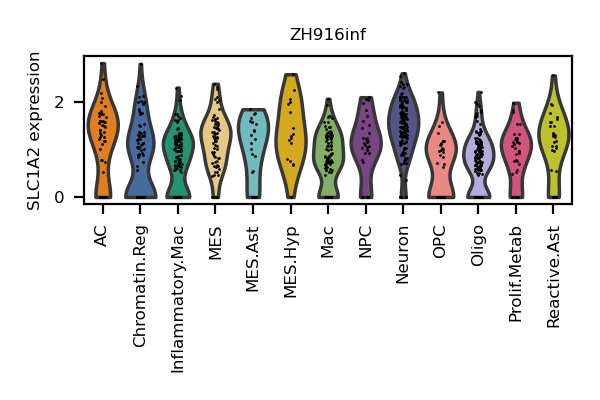 ZH916inf
SLC1A2 expression
2
0
AC
Chromatin.Reg
Inflammatory.Mac
MES
MES.Ast
MES.Hyp
Mac
NPC
Neuron
OPC
Oligo
Prolif.Metab
Reactive.Ast